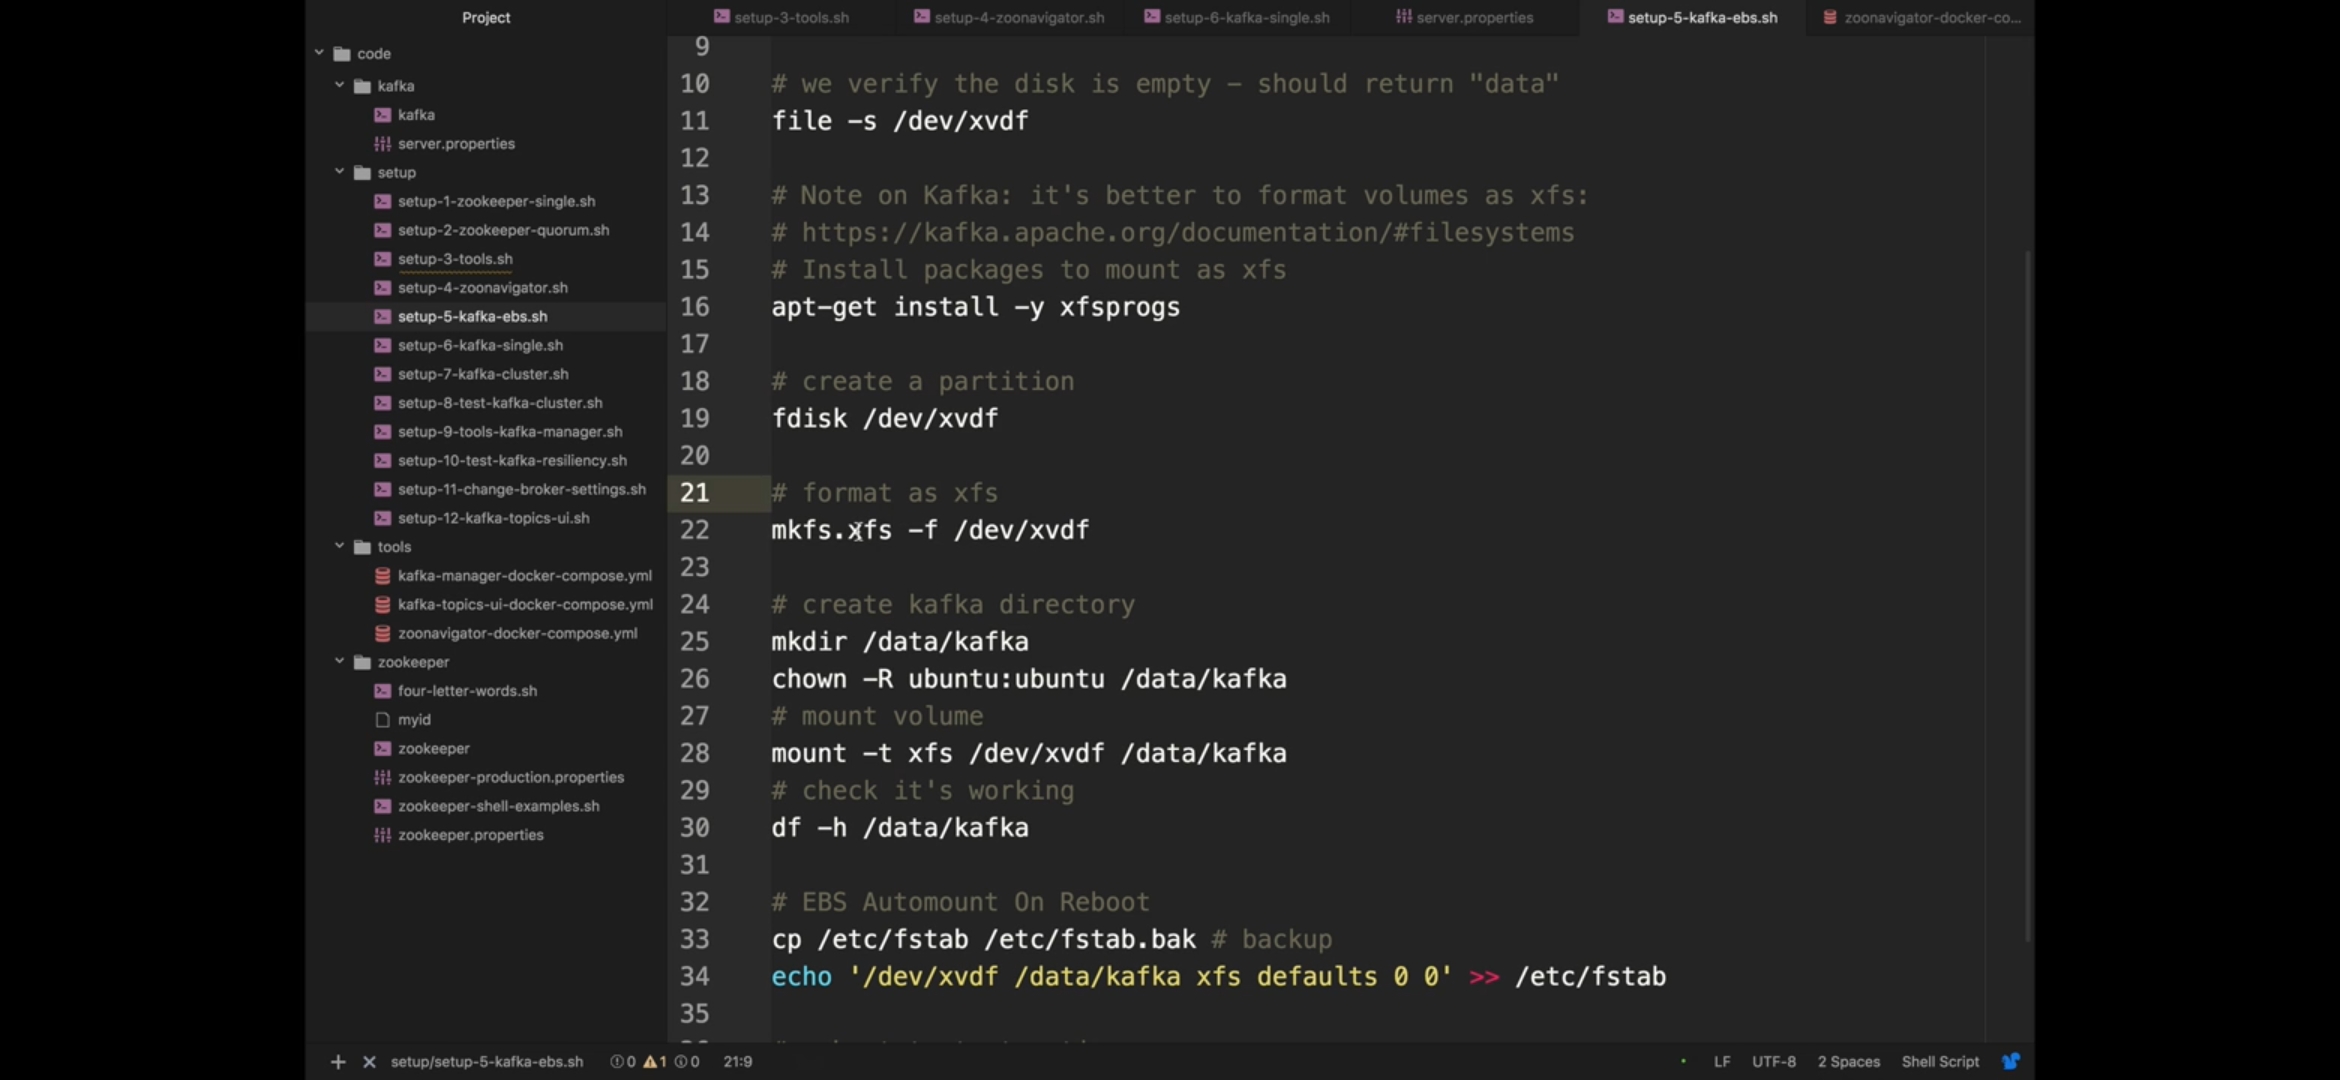 Project
code
kafka
kafka
server.properties
setup
setup-1-zookeeper-single.sh
setup-2-zookeeper-quorum.sh
setup-3-tools.sh
setup-4-zoonavigator.sh
setup-5-kafka-ebs.sh
setup-6-kafka-single.sh
setup-7-kafka-cluster.sh
setup-8-test-kafka-cluster.sh
setup-9-tools-kafka-manager.sh
setup-10-test-kafka-resiliency.sh
setup-11-change-broker-settings.sh
setup-12-kafka-topics-ui.sh
tools
kafka-manager-docker-compose.yml
kafka-topics-ui-docker-compose.yml
zoonavigator-docker-compose.yml
zookeeper
four-letter-words.sh
myid
zookeeper
zookeeper-production.properties
zookeeper-shell-examples.sh
zookeeper.properties
setup-3-tools.sh setup-4-zoonavigator.sh setup-6-kafka-single.sh server.properties setup-5-kafka-ebs.sh zoonavigator-docker-co...
9
10 # we verify the disk is empty - should return "data"
11 file -s /dev/xvdf
12
13 # Note on Kafka: it's better to format volumes as xfs:
14 # https://kafka.apache.org/documentation/#filesystems
15 # Install packages to mount as xfs
16 apt-get install -y xfsprogs
17
18 # create a partition
19 fdisk /dev/xvdf
20
21 # format as xfs
22 mkfs.xfs -f /dev/xvdf
23
24 # create kafka directory
25 mkdir /data/kafka
26 chown -R ubuntu:ubuntu /data/kafka
27 # mount volume
28 mount -t xfs /dev/xvdf /data/kafka
29 # check it's working
30 df -h /data/kafka
31
32 # EBS Automount On Reboot
33 cp /etc/fstab /etc/fstab.bak # backup
34 echo '/dev/xvdf /data/kafka xfs defaults 0 0' >> /etc/fstab
35
setup/setup-5-kafka-ebs.sh 0 1 0 21:9 LF UTF-8 2 Spaces Shell Script